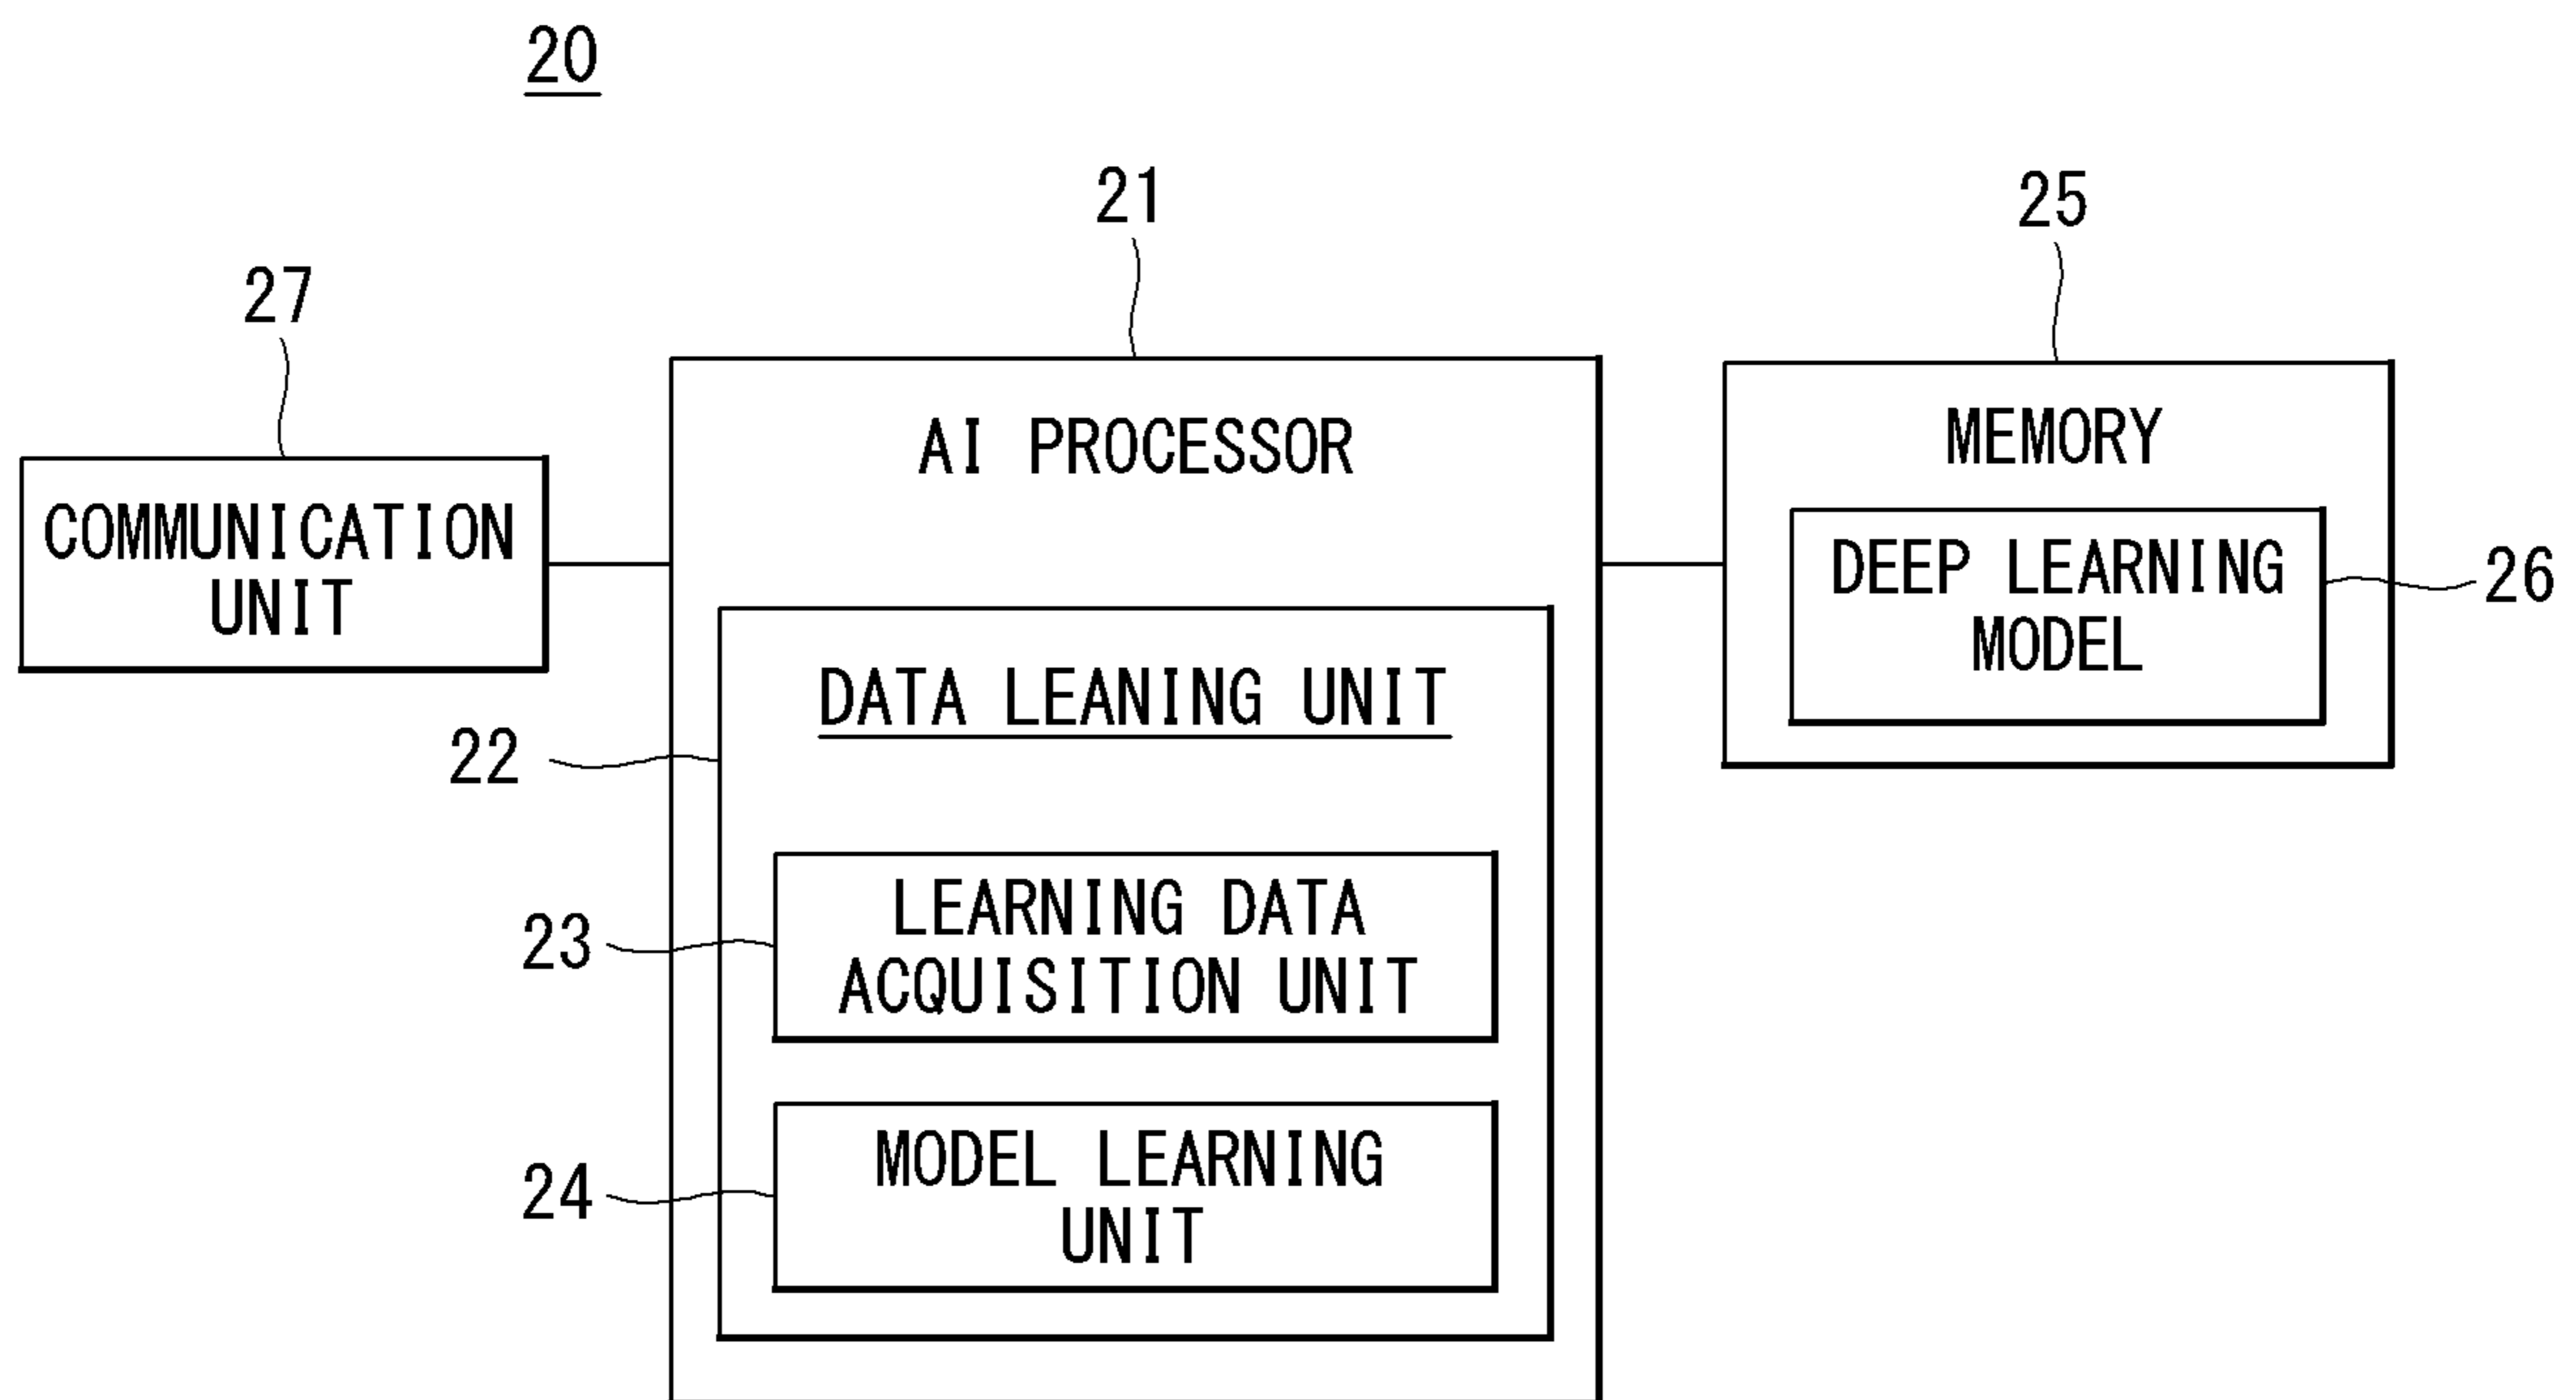 20
21
25
27
AI PROCESSOR
MEMORY
COMMUNICATION
UNIT
DEEP LEARNING
MODEL
26
DATA LEANING UNIT
22
LEARNING DATA
ACQUISITION UNIT
23
MODEL LEARNING
UNIT
24